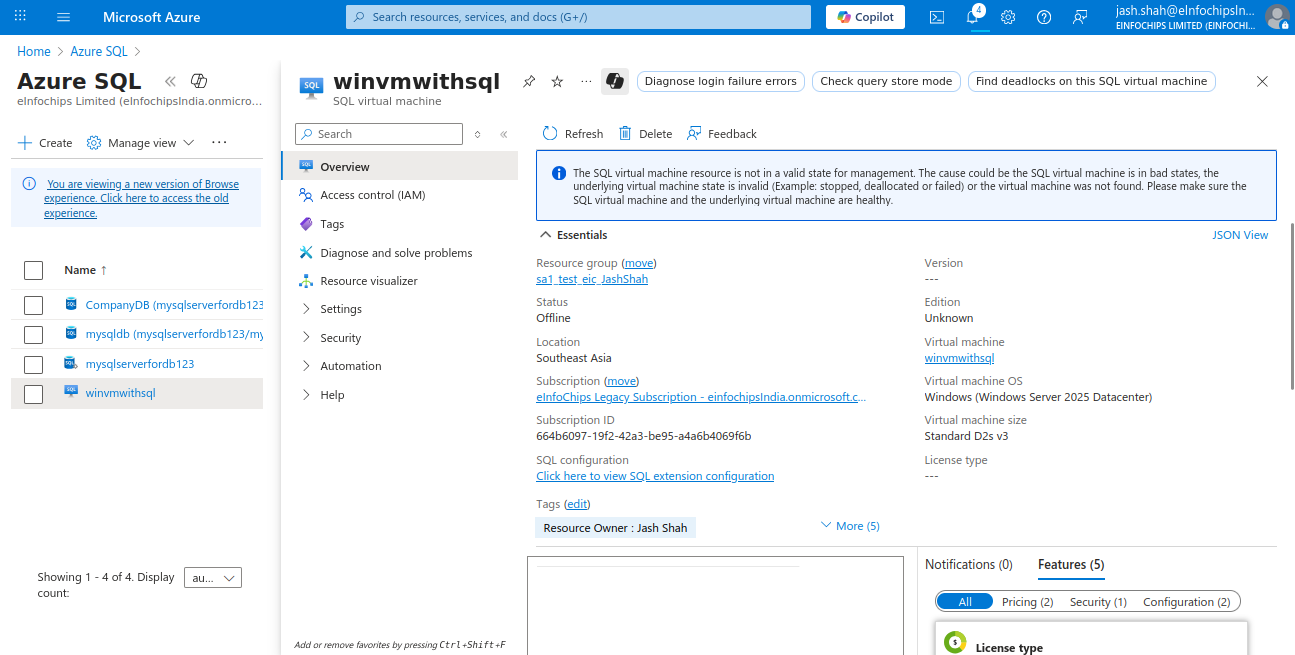 Microsoft Azure
Search resources, services, and docs (G+/)
Copilot
4
jash.shah@eInfochipsIn...
EINFOCHIPS LIMITED (EINFOCHI...
Home > Azure SQL >
Azure SQL
eInfochips Limited (eInfochipsIndia.onmicro...
Create
Manage view
You are viewing a new version of Browse
experience. Click here to access the old
experience.
Name ↑
CompanyDB (mysqlserverfordb123
mysqldb (mysqlserverfordb123/my
mysqlserverfordb123
winvmwithsql
Showing 1 - 4 of 4. Display
count:
au...
SQL
winvmwithsql
SQL virtual machine
Diagnose login failure errors
Check query store mode
Find deadlocks on this SQL virtual machine
Search
Overview
Access control (IAM)
Tags
Diagnose and solve problems
Resource visualizer
Settings
Security
Automation
Help
Add or remove favorites by pressing Ctrl+Shift+F
Refresh
Delete
Feedback
The SQL virtual machine resource is not in a valid state for management. The cause could be the SQL virtual machine is in bad states, the
underlying virtual machine state is invalid (Example: stopped, deallocated or failed) or the virtual machine was not found. Please make sure the
SQL virtual machine and the underlying virtual machine are healthy.
Essentials
JSON View
Resource group (move)
sa1_test_eic_JashShah
Status
Offline
Location
Southeast Asia
Subscription (move)
eInfoChips Legacy Subscription - einfochipsIndia.onmicrosoft.c...
Subscription ID
664b6097-19f2-42a3-be95-a4a6b4069f6b
SQL configuration
Click here to view SQL extension configuration
Version
---
Edition
Unknown
Virtual machine
winvmwithsql
Virtual machine OS
Windows (Windows Server 2025 Datacenter)
Virtual machine size
Standard D2s v3
License type
---
Tags (edit)
Resource Owner : Jash Shah
More (5)
Notifications (0)
Features (5)
All
Pricing (2)
Security (1)
Configuration (2)
License type